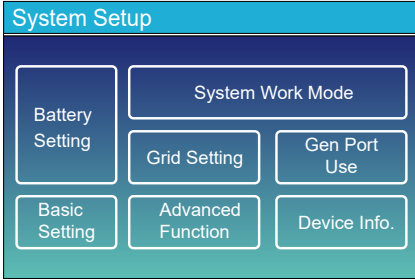 System Setup
Battery
Setting
System Work Mode
Grid Setting
Gen Port
Use
Basic
Setting
Advanced
Function
Device Info.